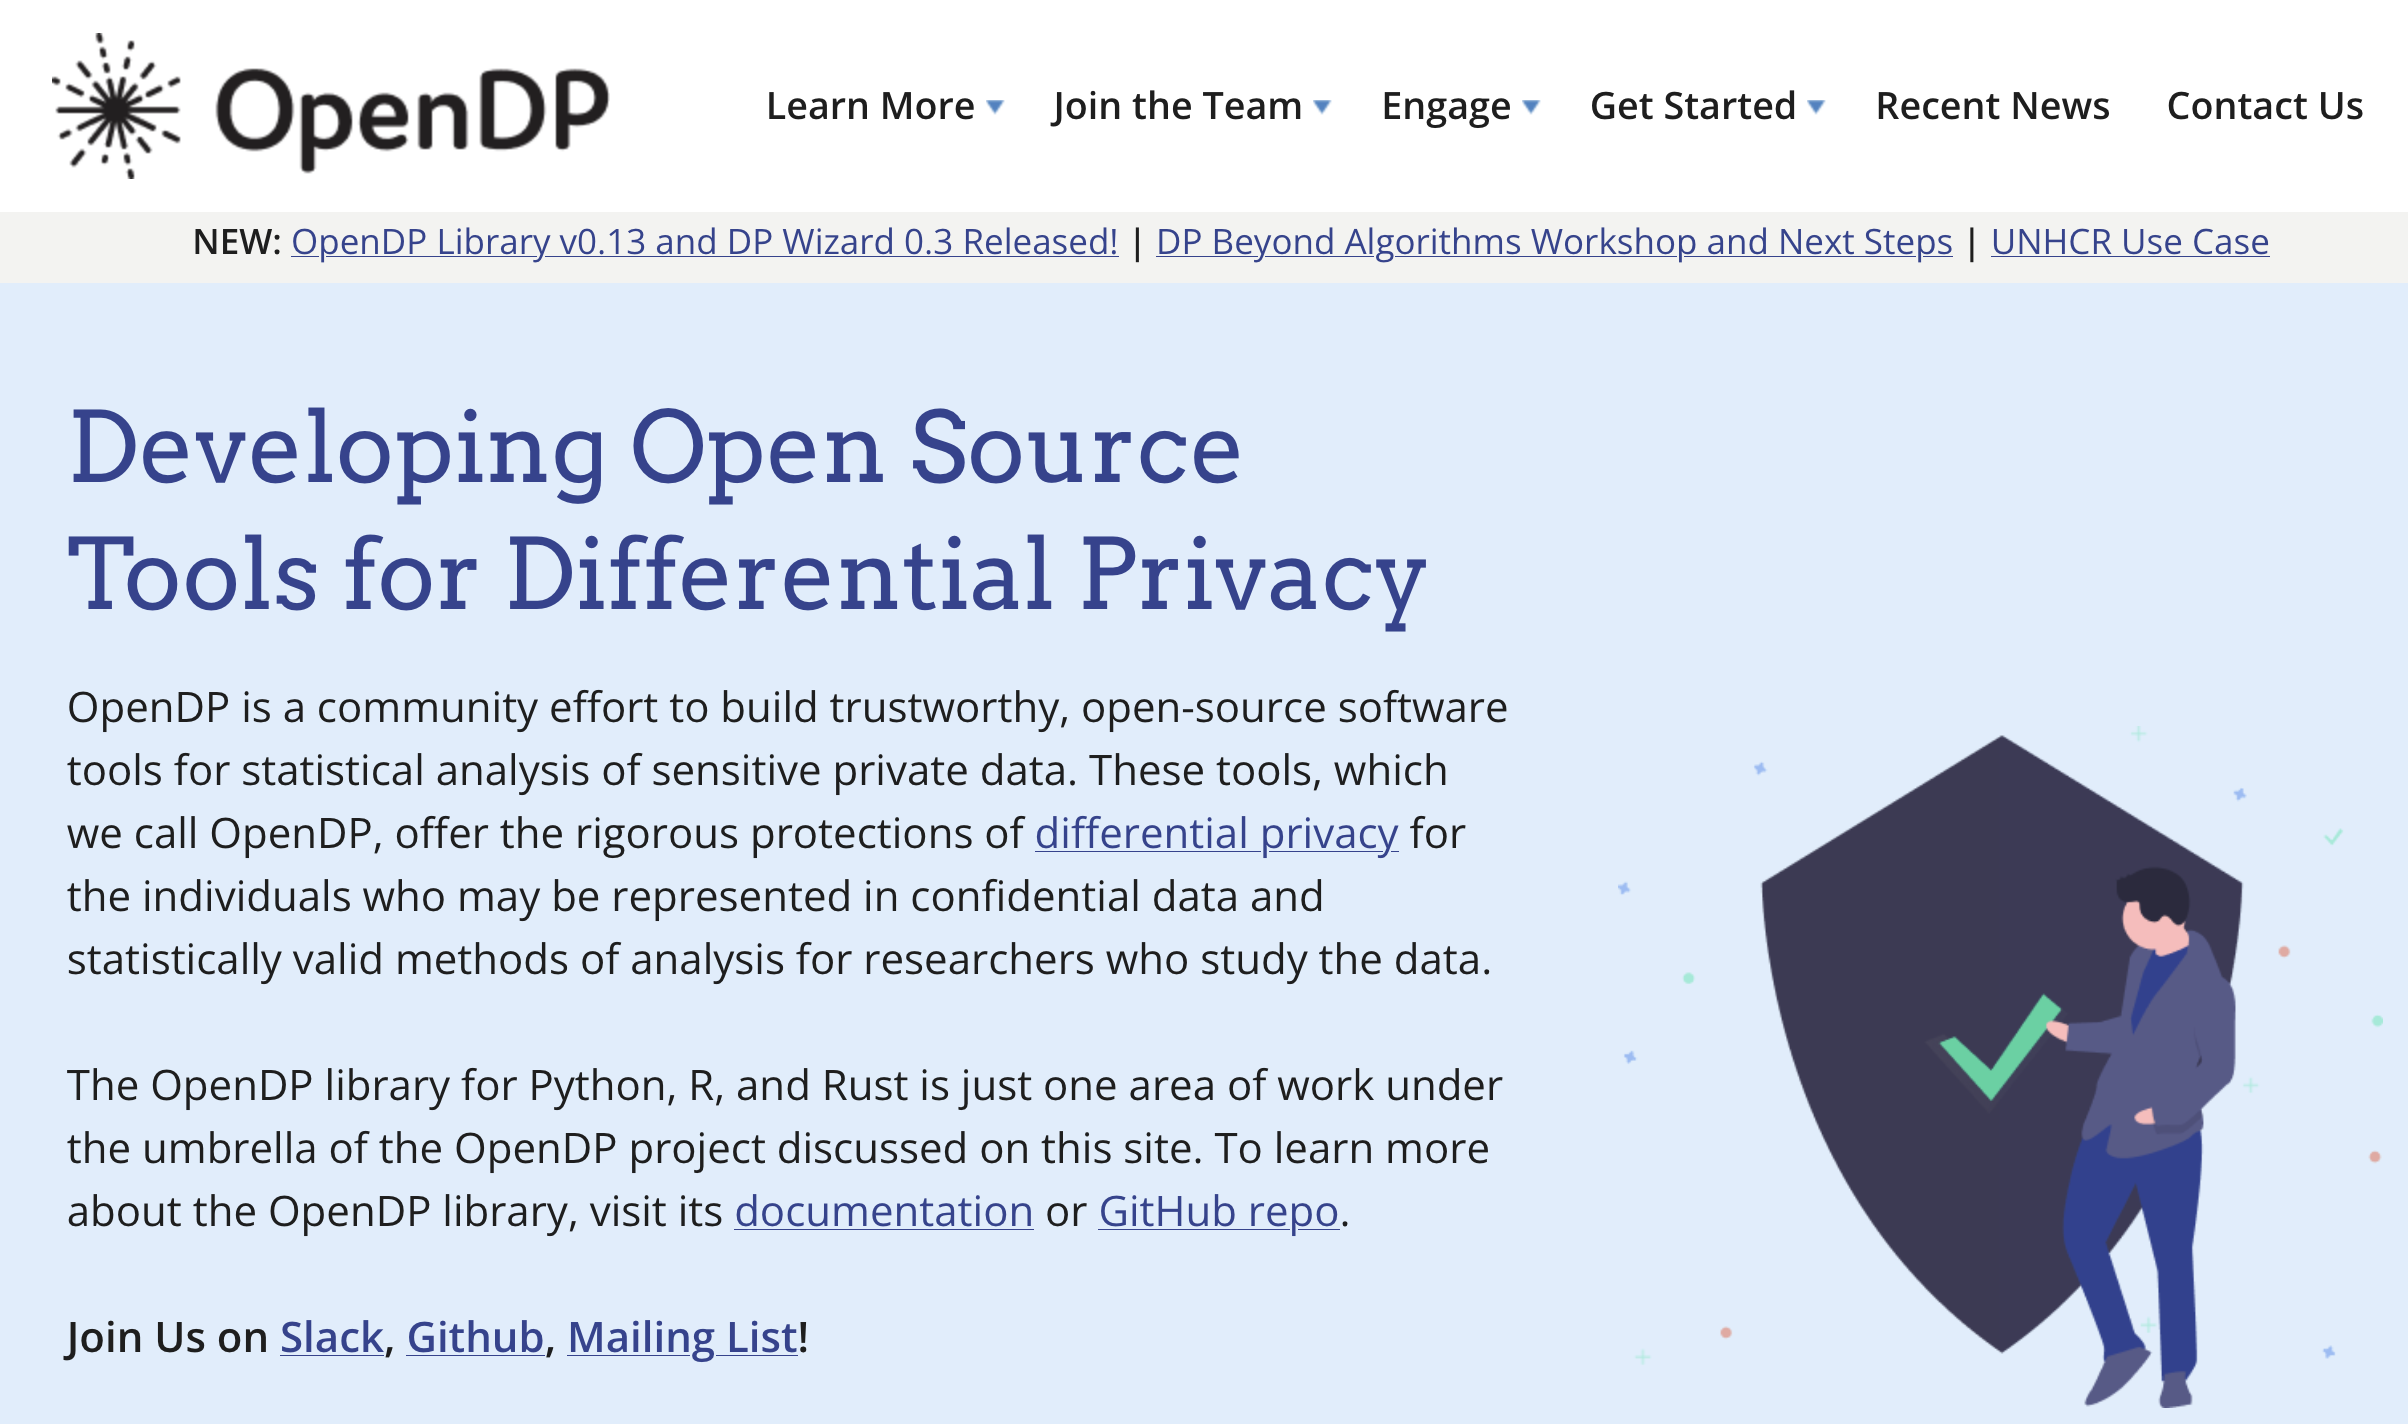 OpenDP
Learn More Join the Team Engage Get Started Recent News Contact Us
NEW: OpenDP Library v0.13 and DP Wizard 0.3 Released! | DP Beyond Algorithms Workshop and Next Steps | UNHCR Use Case
Developing Open Source
Tools for Differential Privacy
OpenDP is a community effort to build trustworthy, open-source software
tools for statistical analysis of sensitive private data. These tools, which
we call OpenDP, offer the rigorous protections of differential privacy for
the individuals who may be represented in confidential data and
statistically valid methods of analysis for researchers who study the data.
The OpenDP library for Python, R, and Rust is just one area of work under
the umbrella of the OpenDP project discussed on this site. To learn more
about the OpenDP library, visit its documentation or GitHub repo.
Join Us on Slack, Github, Mailing List!